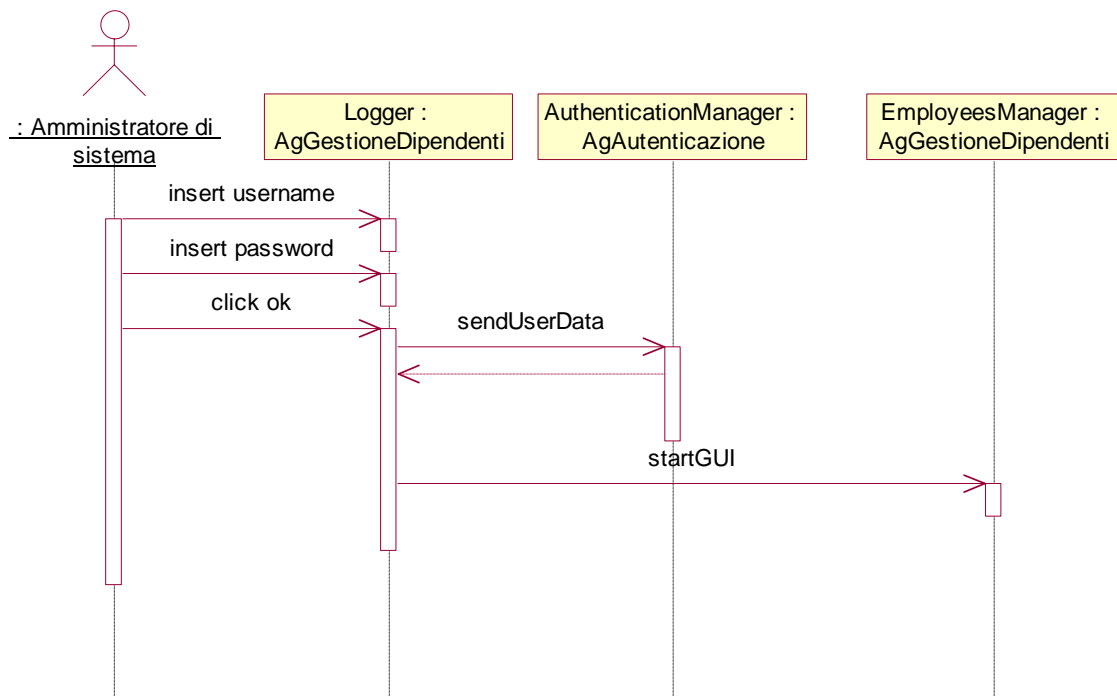 : Amministratore di
sistema
Logger :
AgGestioneDipendenti
AuthenticationManager :
AgAutenticazione
EmployeesManager :
AgGestioneDipendenti
insert username
insert password
click ok
sendUserData
startGUI